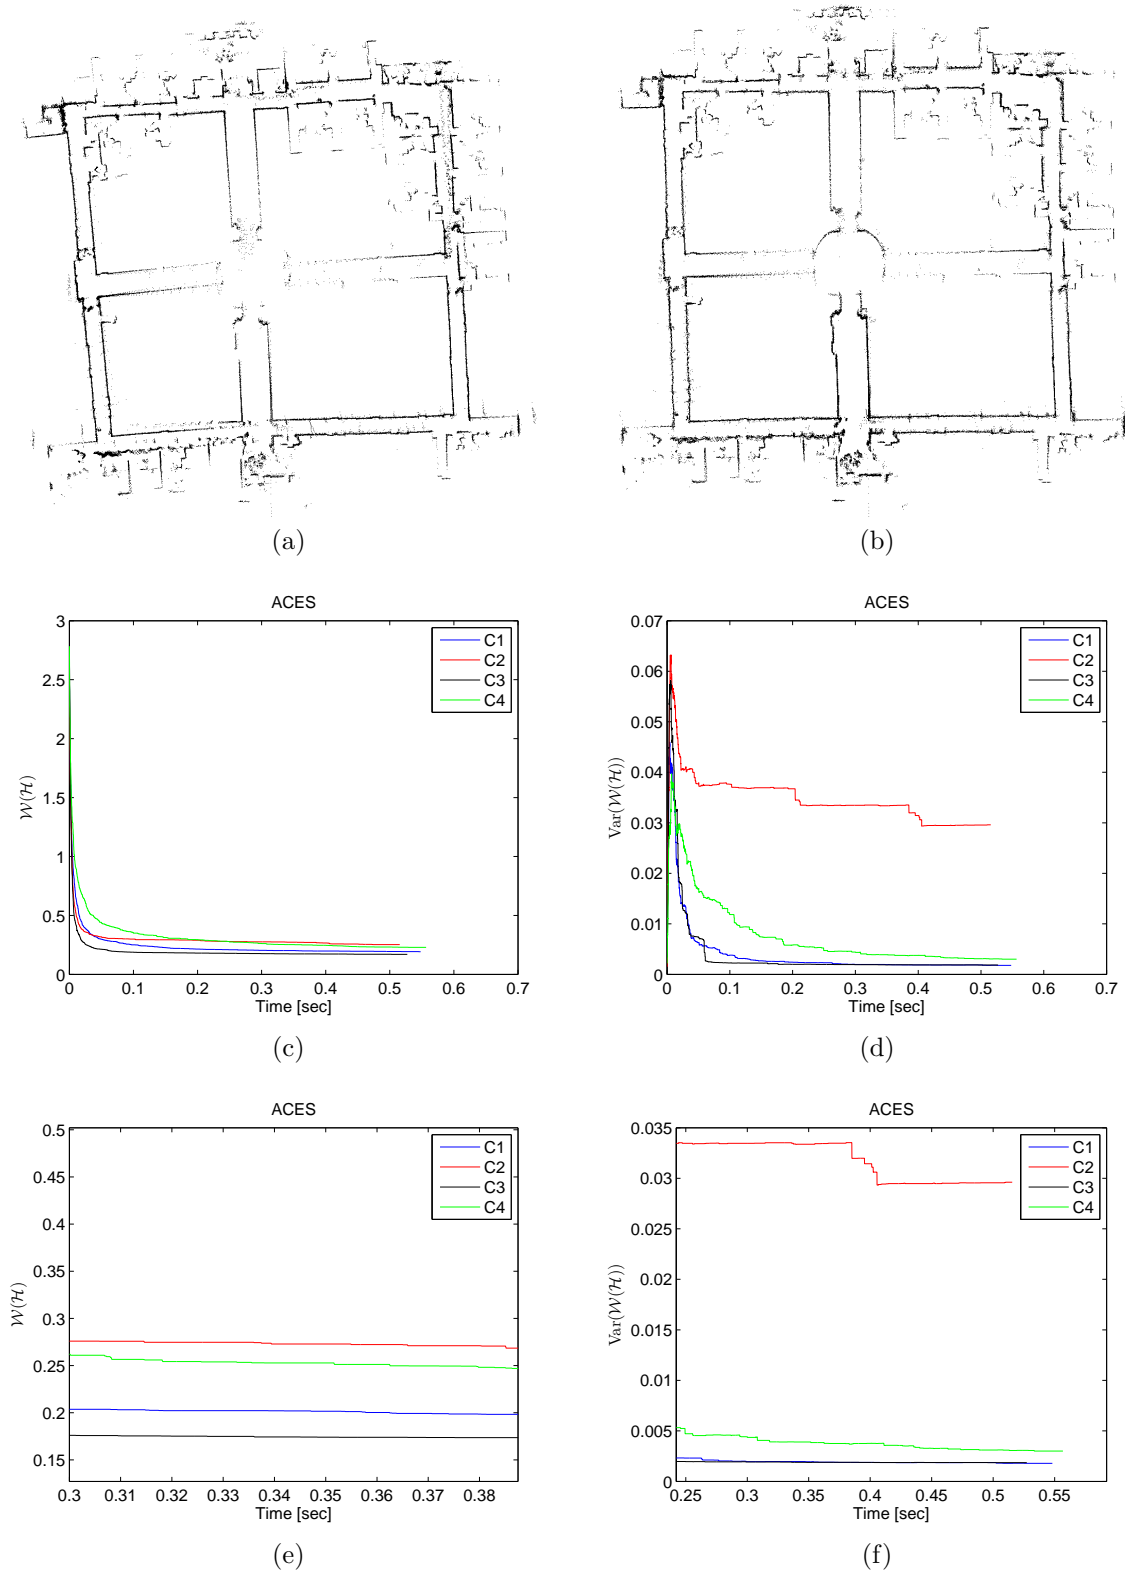 (a)
(b)
ACES
3
2.5
2
1.5
1
0.5
0
0 0.1 0.2 0.3 0.4 0.5 0.6 0.7
Time [sec]
W(H)
C1
C2
C3
C4
(c)
ACES
0.07
0.06
0.05
0.04
0.03
0.02
0.01
0
0 0.1 0.2 0.3 0.4 0.5 0.6 0.7
Time [sec]
Var(W(H))
C1
C2
C3
C4
(d)
ACES
0.5
0.45
0.4
0.35
0.3
0.25
0.2
0.15
0.3 0.31 0.32 0.33 0.34 0.35 0.36 0.37 0.38
Time [sec]
W(H)
C1
C2
C3
C4
(e)
ACES
0.035
0.03
0.025
0.02
0.015
0.01
0.005
0
0.25 0.3 0.35 0.4 0.45 0.5 0.55
Time [sec]
Var(W(H))
C1
C2
C3
C4
(f)